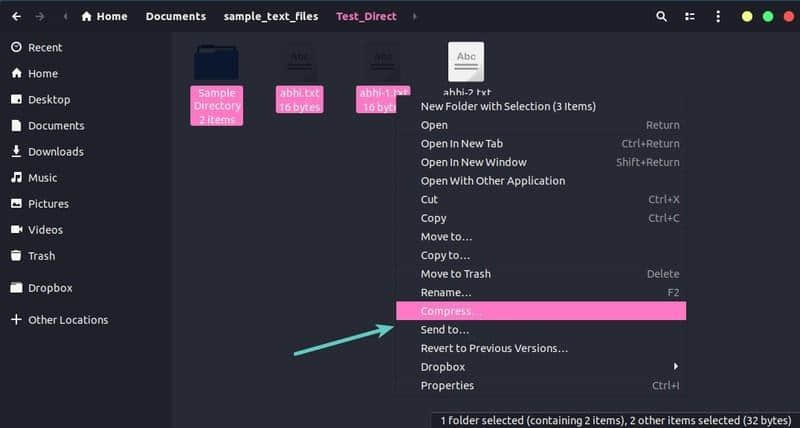 Home Documents sample_text_files Test_Direct
Recent
Home
Desktop
Documents
Downloads
Music
Pictures
Videos
Trash
Dropbox
Other Locations
Sample
Directory
2 items
Abc
abhi.txt
16 bytes
Abc
abhi-1.txt
16 byt
Abc
abhi-2.txt
New Folder with Selection (3 Items)
Open Return
Open In New Tab Ctrl+Return
Open In New Window Shift+Return
Open With Other Application
Cut Ctrl+X
Copy Ctrl+C
Move to…
Copy to…
Move to Trash Delete
Rename… F2
Compress…
Send to…
Revert to Previous Versions…
Dropbox
Properties Ctrl+I
1 folder selected (containing 2 items), 2 other items selected (32 bytes)